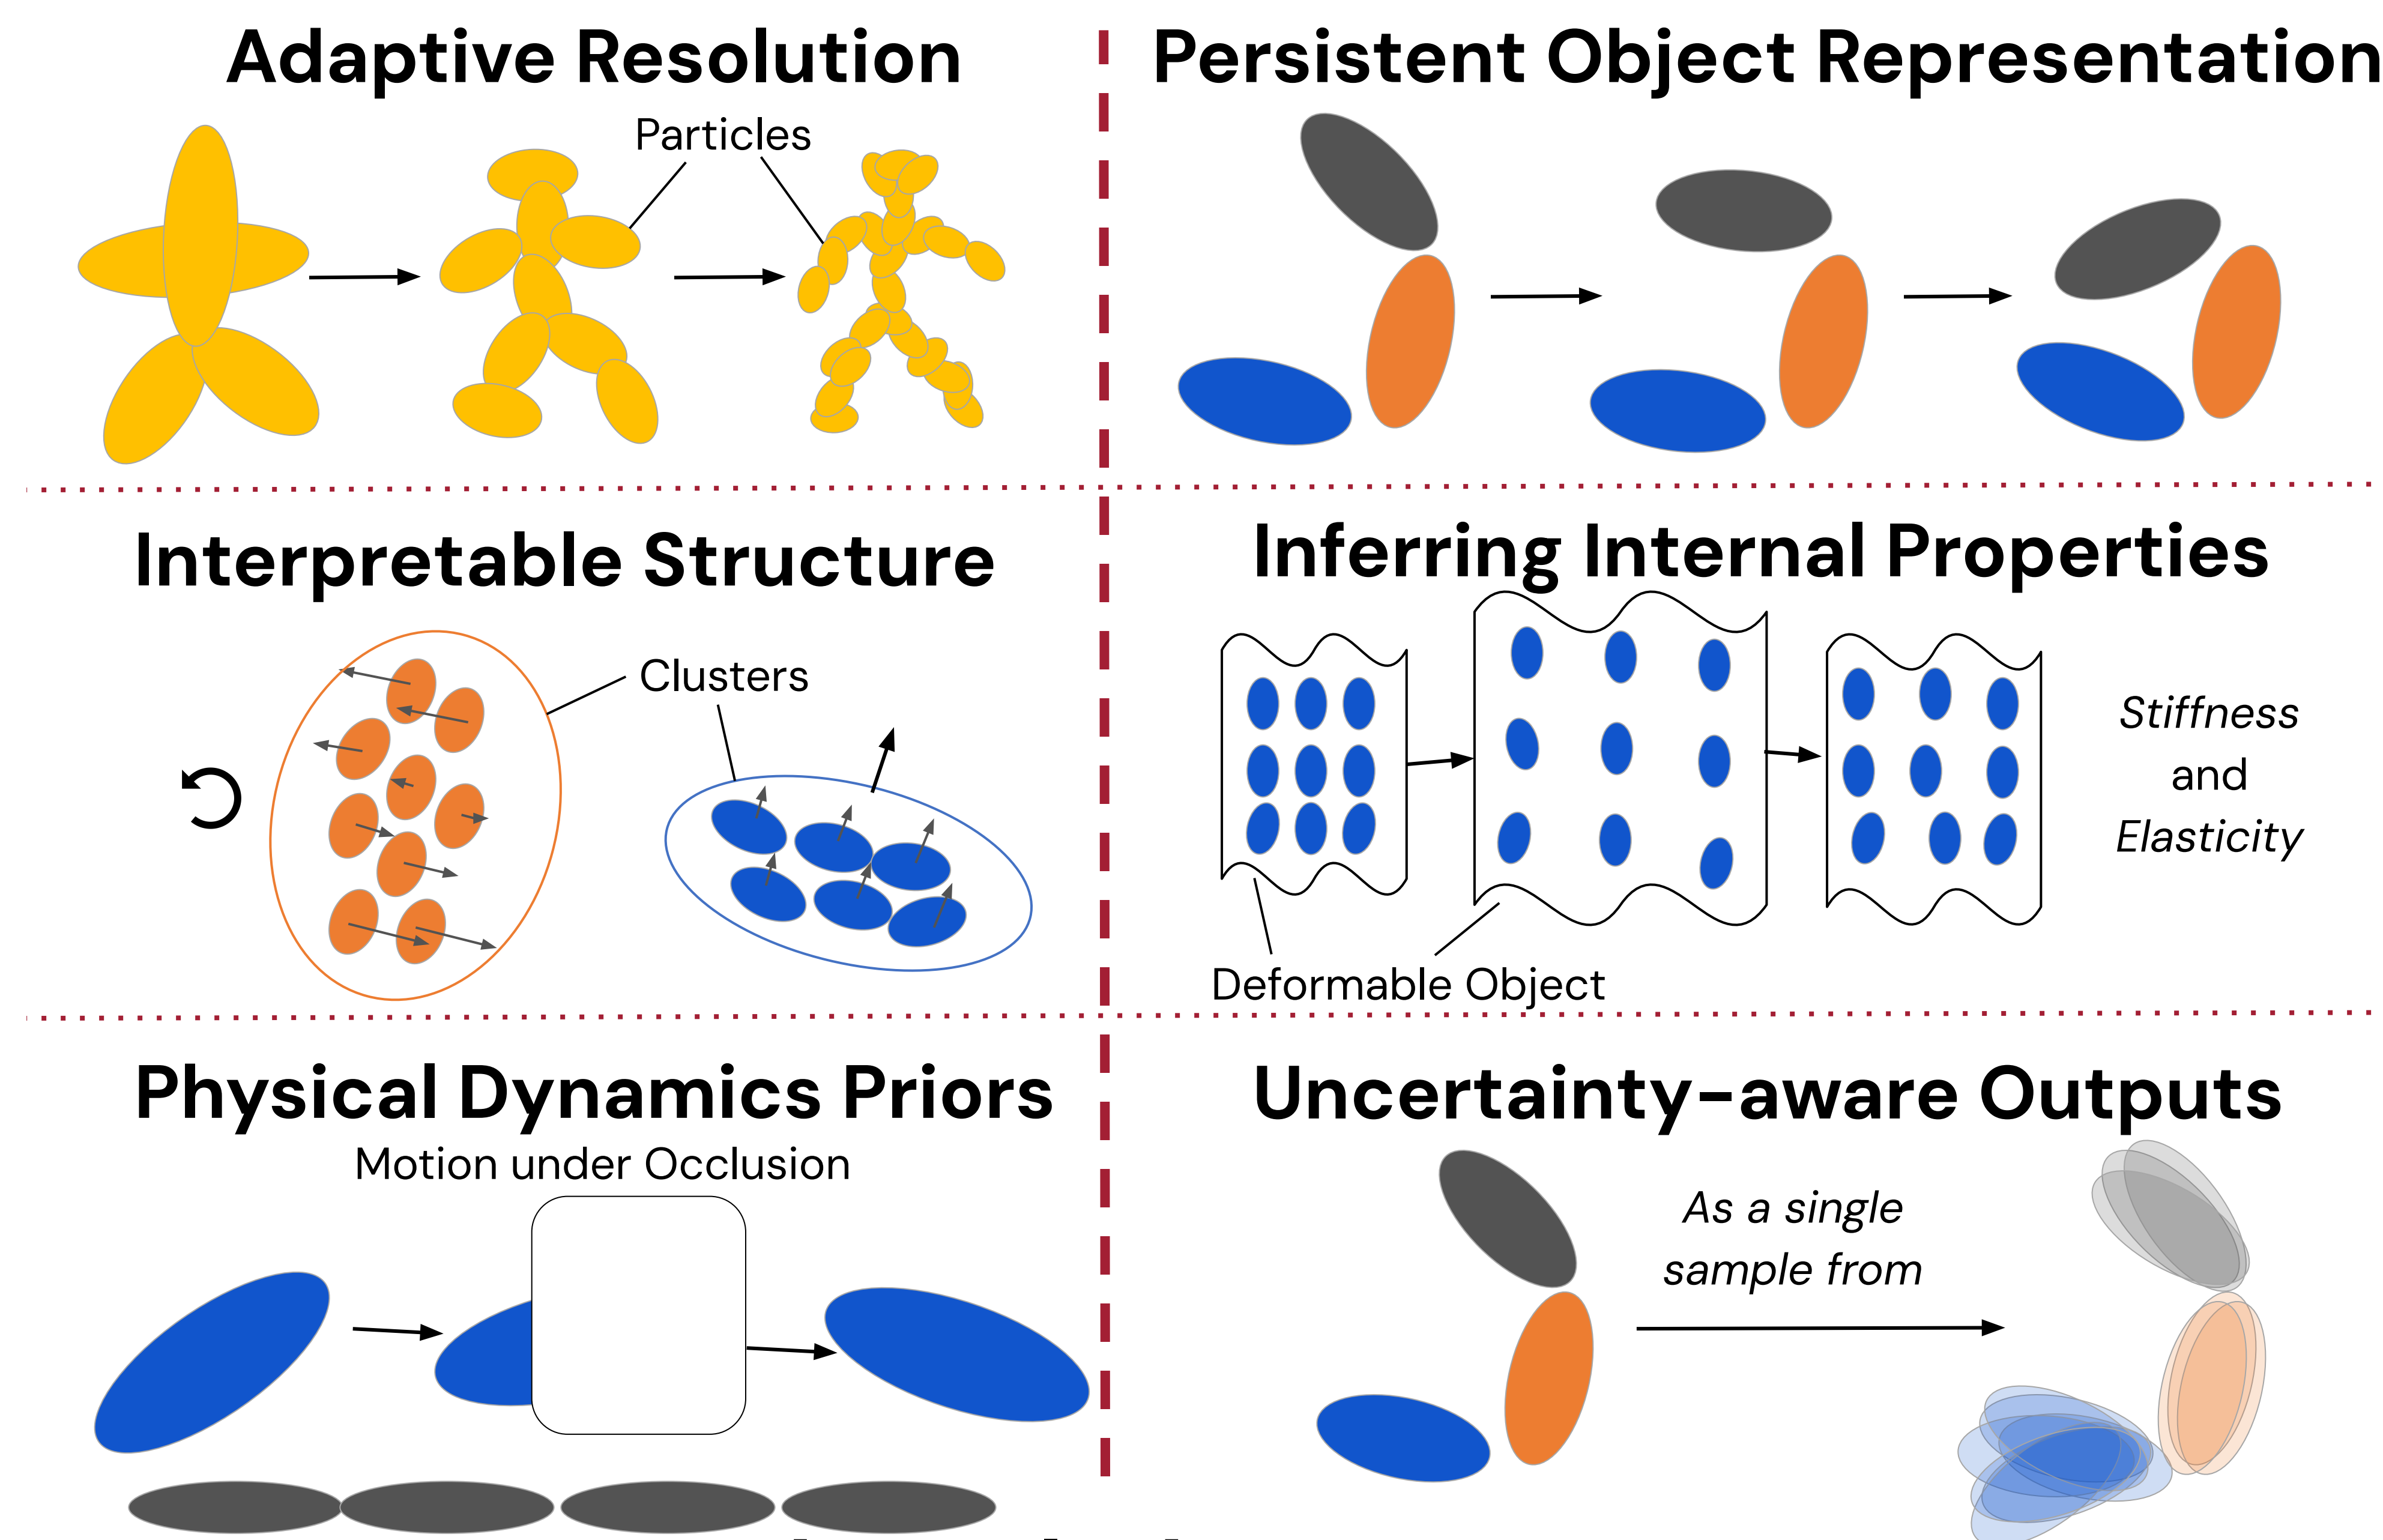 Adaptive Resolution
Particles
Persistent Object Representation
Interpretable Structure
Clusters
Inferring Internal Properties
Stiffness
and
Elasticity
Deformable Object
Physical Dynamics Priors
Motion under Occlusion
Uncertainty-aware Outputs
As a single
sample from